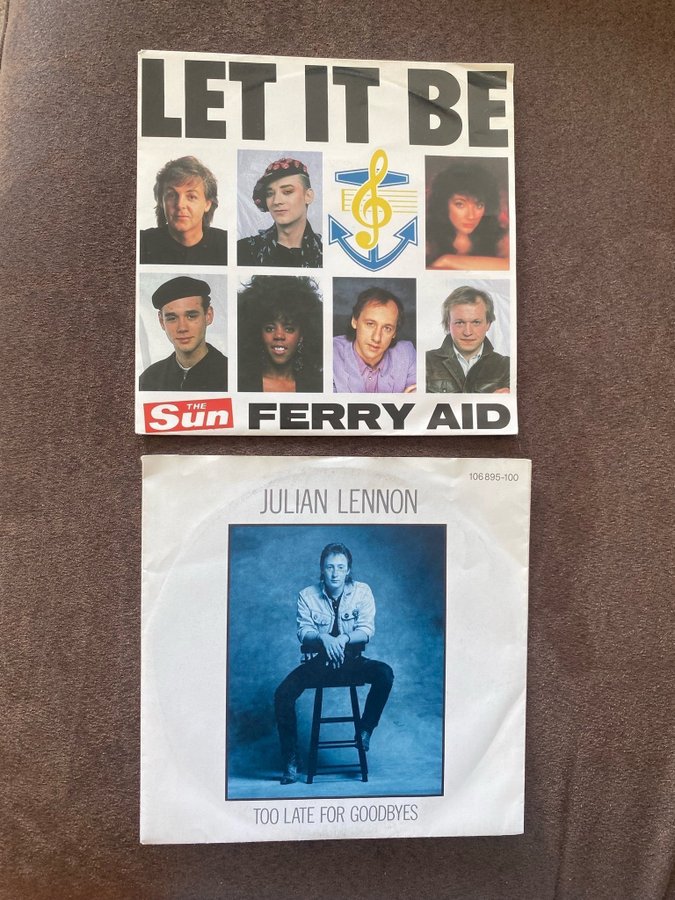 LET IT BE
THE
Sun
FERRY AID
106 895-100
JULIAN LENNON
TOO LATE FOR GOODBYES